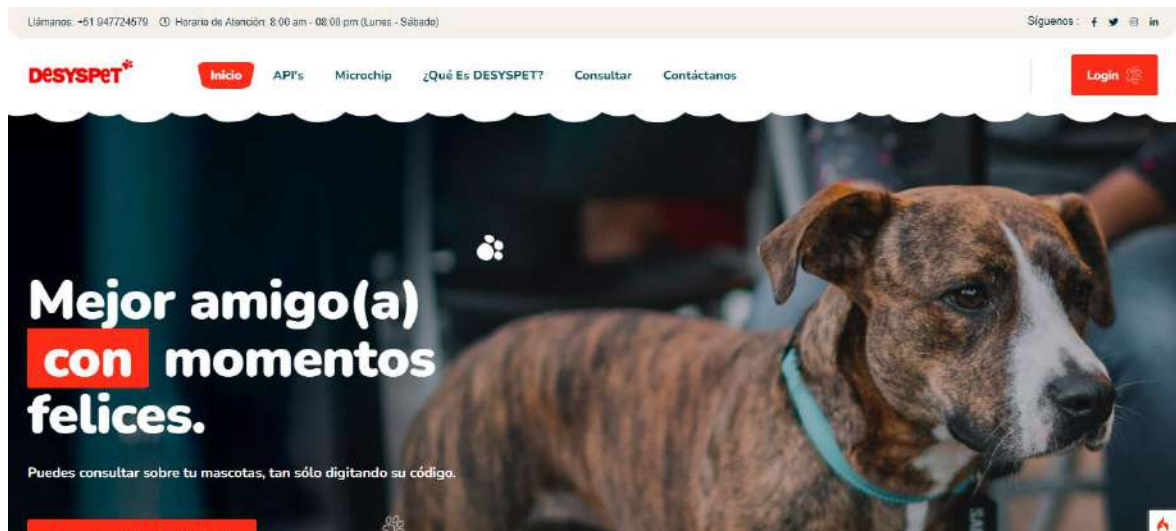 Llámanos: +51 947724579 Horario de Atención: 8:00 am - 08:00 pm (Lunes - Sábado)
Síguenos :
DESYSPET
Inicio API's Microchip ¿Qué Es DESYSPET? Consultar Contáctanos
Login
Mejor amigo(a)
con momentos
felices.
Puedes consultar sobre tu mascotas, tan sólo digitando su código.